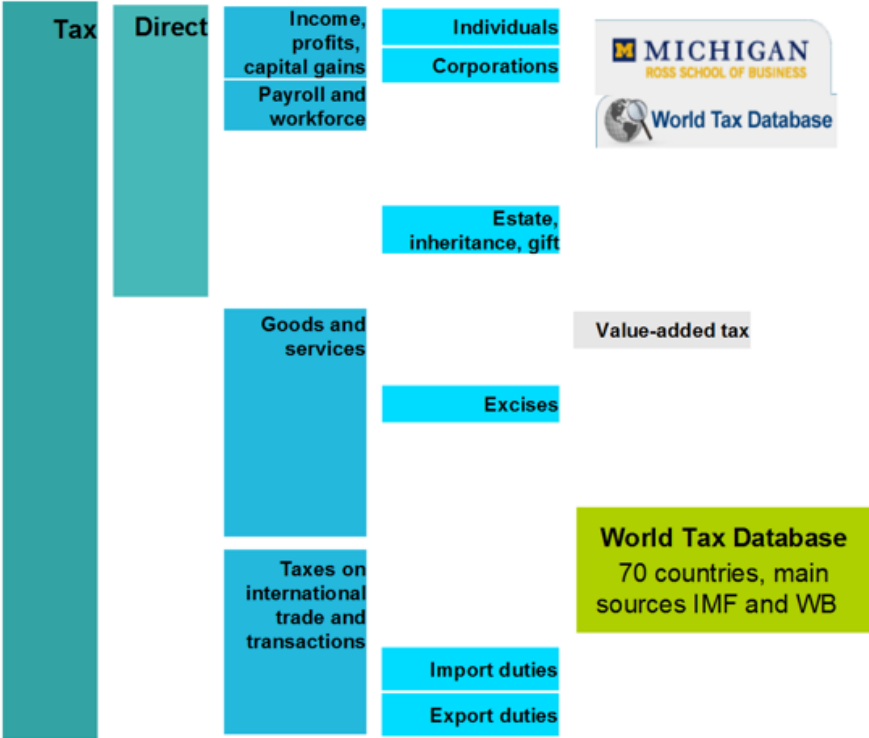 Tax
Direct
Income,
profits,
capital gains
Individuals
Corporations
Payroll and
workforce
M MICHIGAN
ROSS SCHOOL OF BUSINESS
World Tax Database
Estate,
inheritance, gift
Goods and
services
Value-added tax
Excises
World Tax Database
70 countries, main
sources IMF and WB
Taxes on
international
trade and
transactions
Import duties
Export duties